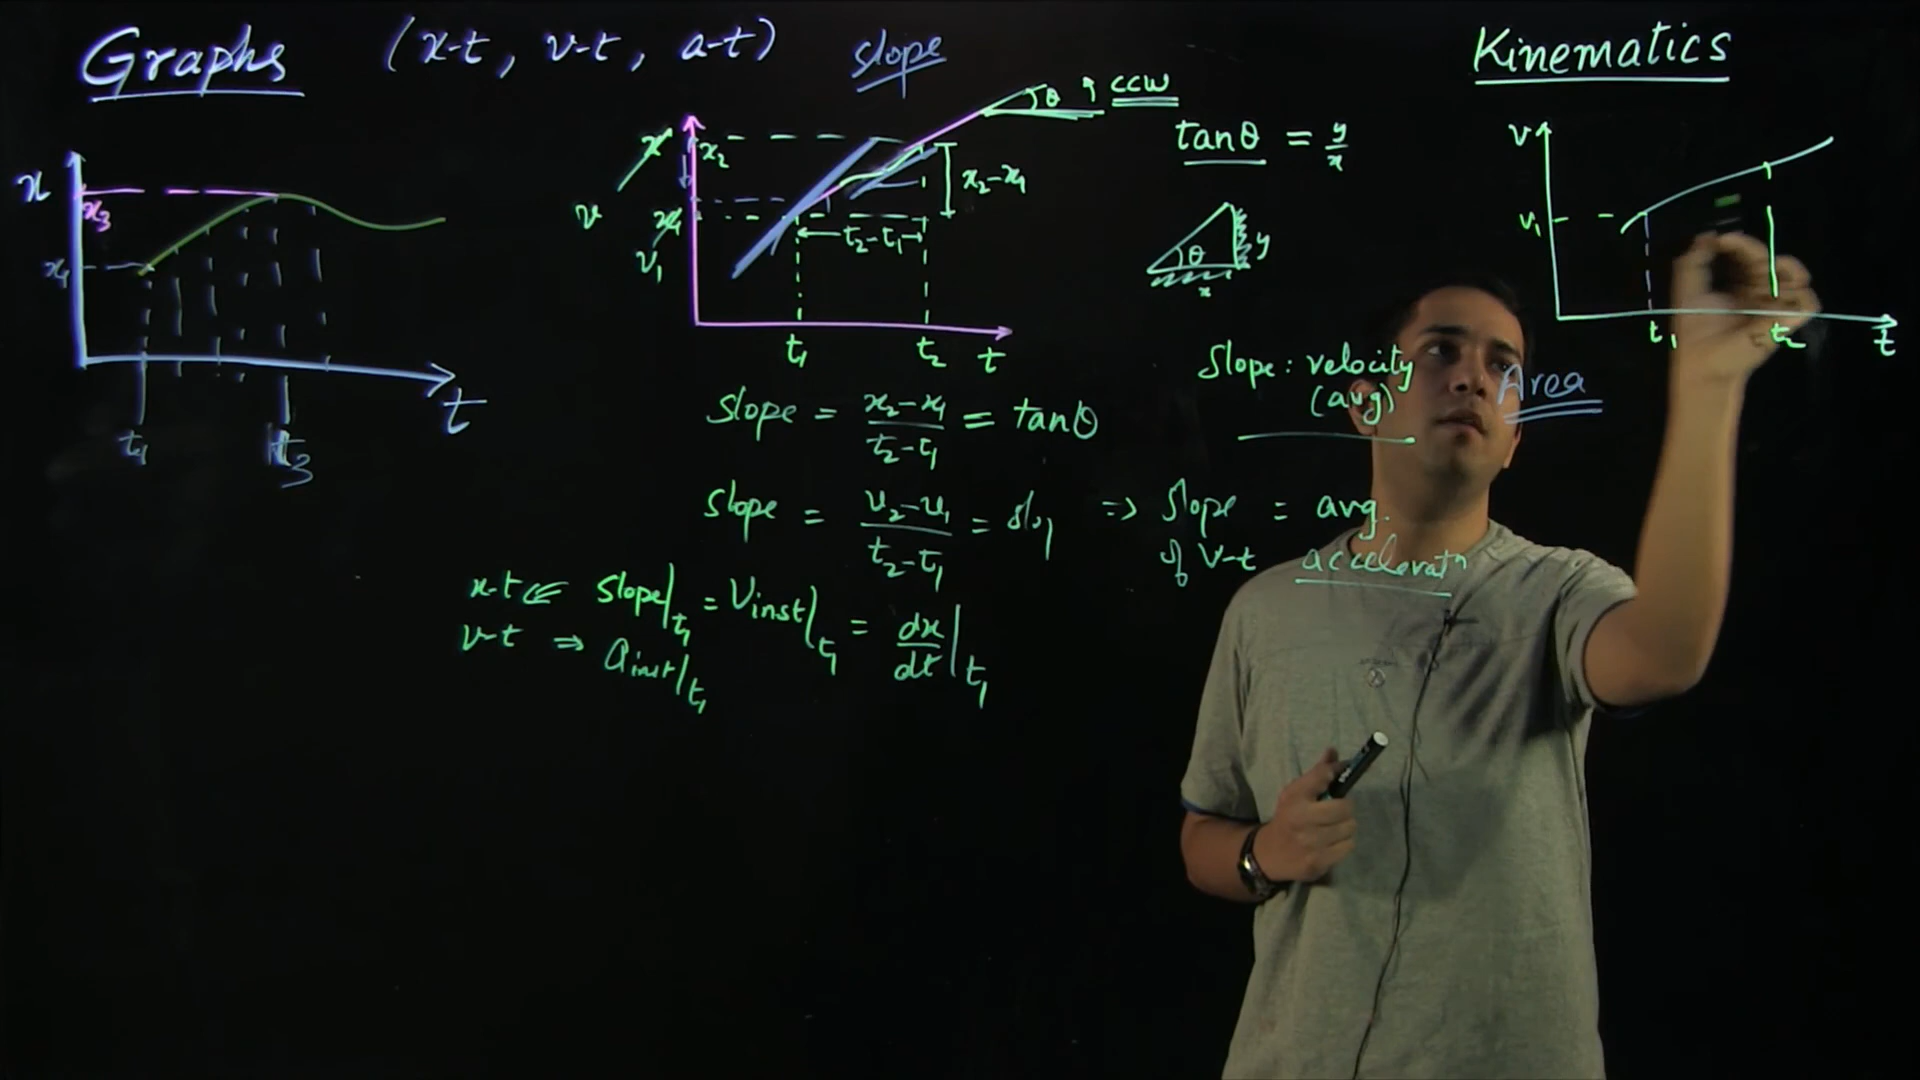 Graphs (x-t, v-t, a-t) slope
Kinematics
x
x3
x1
t1
t3
t
x
x2
v
x1
v1
x2-x1
t2-t1
t1 t2 t
θ CCW
tanθ = y/x
θ
y
x
v
v1
t1 t2 t
Slope: velocity
(avg)
Area
slope = x2-x1/t2-t1 = tanθ
slope = v2-v1/t2-t1 = slop ⇒ slope = avg.
of v-t acceleratn
x-t ⇐ slope|t1 = Vinst|t1 = dx/dt|t1
v-t ⇒ ainst|t1